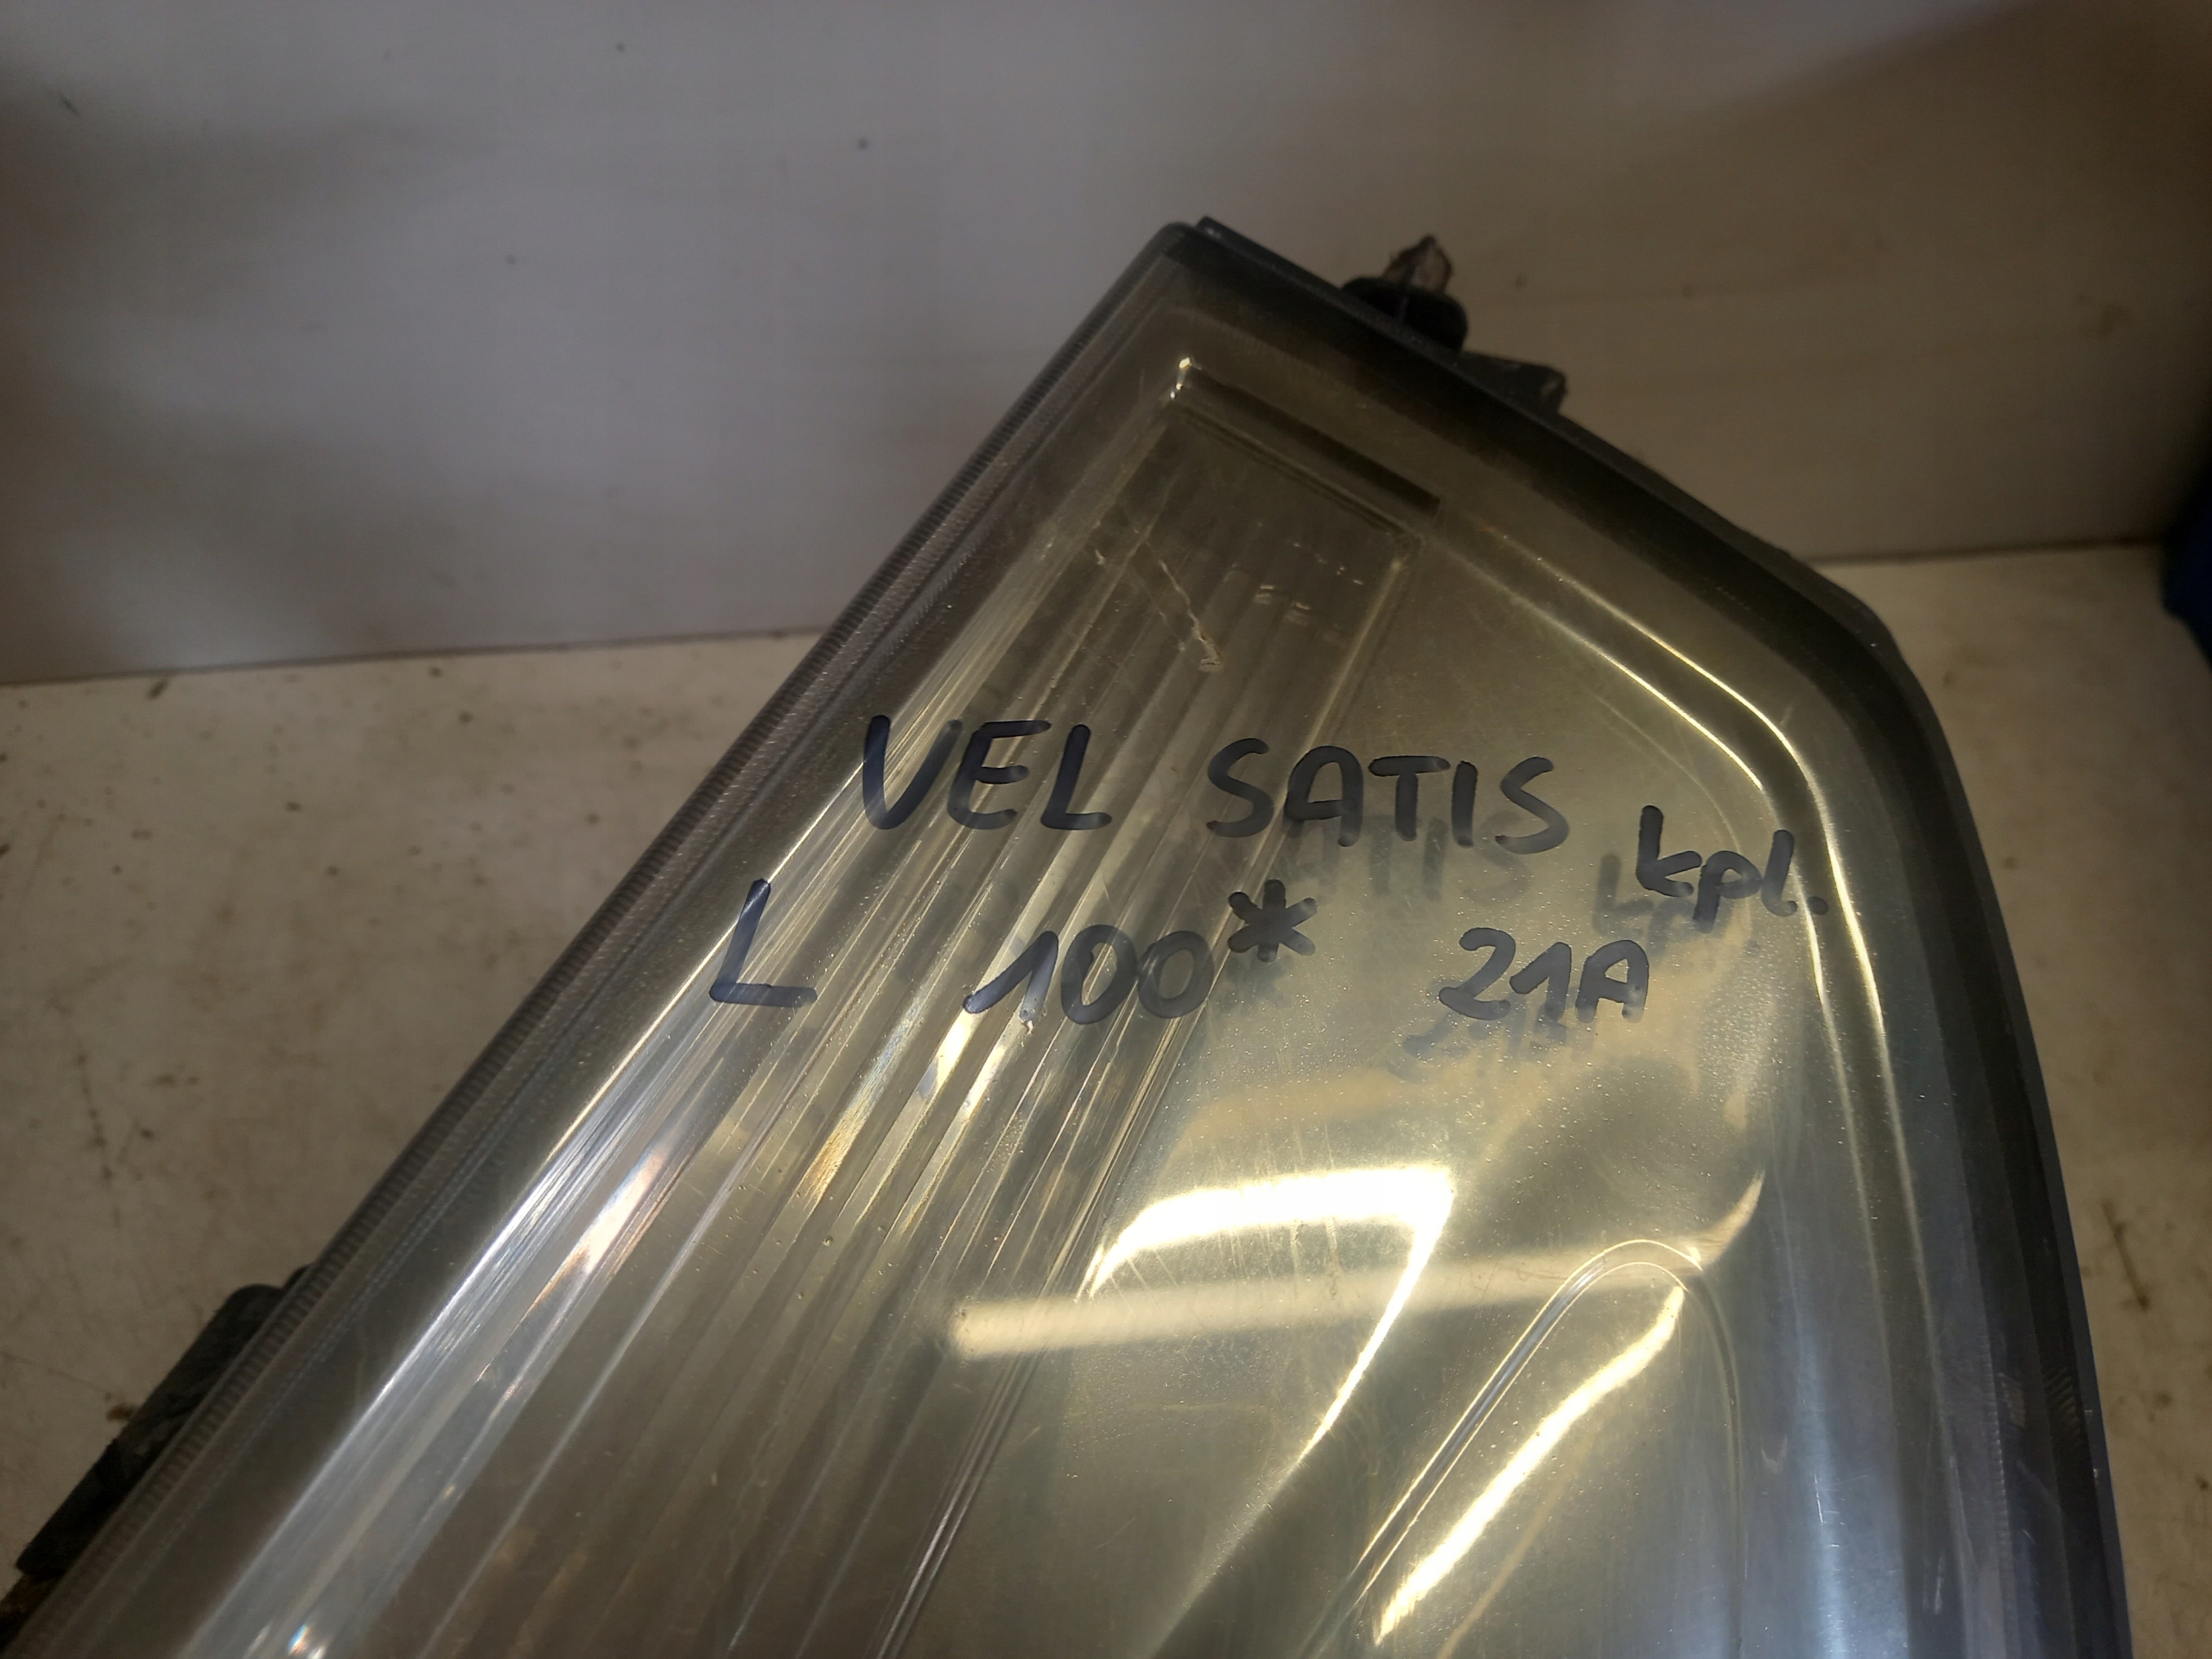 VEL SATIS kpl.
L 100* 21A